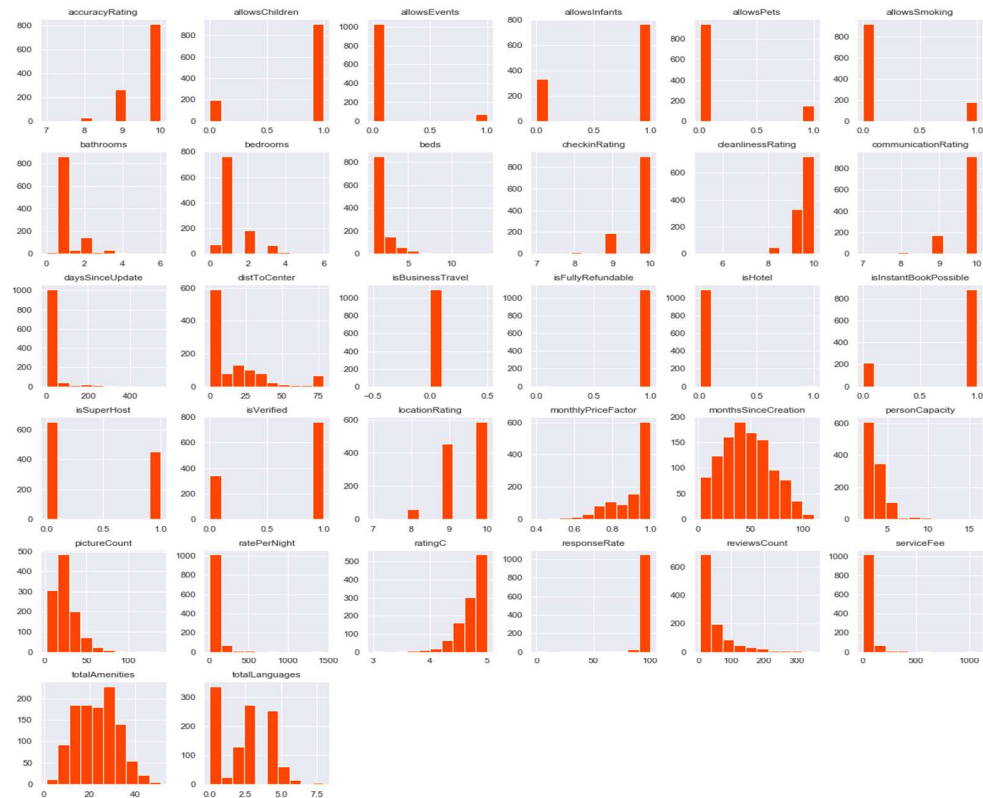 accuracyRating allowsChildren allowsEvents allowsInfants allowsPets allowsSmoking
800 800 1000 800 800 800
600 600 800 600 600 600
400 400 600 400 400 400
200 200 400 200 200 200
0 0 200 0 0 0
0
7 8 9 10 0.0 0.5 1.0 0.0 0.5 1.0 0.0 0.5 1.0 0.0 0.5 1.0 0.0 0.5 1.0
bathrooms bedrooms beds checkinRating cleanlinessRating communicationRating
800 800 800 800 600 800
600 600 600 600 400 600
400 400 400 400 200 400
200 200 200 200 0 200
0 0 0 0 0
0 2 4 6 0 2 4 6 5 10 7 8 9 10 6 8 10 7 8 9 10
daysSinceUpdate distToCenter isBusinessTravel isFullyRefundable isHotel isInstantBookPossible
1000 600 1000 1000 1000 800
800 400 800 800 800 600
600 200 600 600 600 400
400 0 400 400 400 200
200 200 200 200 0
0 0 0 0
0 200 400 0 25 50 75 −0.5 0.0 0.5 0.0 0.5 1.0 0.0 0.5 1.0 0.0 0.5 1.0
isSuperHost isVerified locationRating monthlyPriceFactor monthsSinceCreation personCapacity
600 800 600 600 200 600
400 600 400 400 150 400
200 400 200 200 100 200
0 200 0 0 50 0
0 0
0.0 0.5 1.0 0.0 0.5 1.0 7 8 9 10 0.4 0.6 0.8 1.0 0 50 100 5 10 15
pictureCount ratePerNight ratingC responseRate reviewsCount serviceFee
500 1000 500 1000 600 1000
400 800 400 800 400 800
300 600 300 600 200 600
200 400 200 400 0 400
100 200 100 200 200
0 0 0 0 0
0 50 100 0 500 1000 1500 3 4 5 0 50 100 0 100 200 300 0 500 1000
totalAmenities totalLanguages
200 300
150 200
100 100
50 0
0
0 20 40 0.0 2.5 5.0 7.5